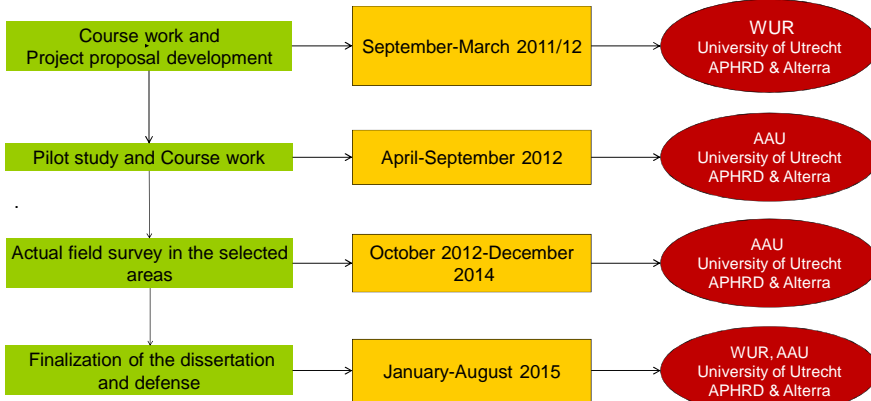 Course work and
Project proposal development
September-March 2011/12
WUR
University of Utrecht
APHRD & Alterra
Pilot study and Course work
April-September 2012
AAU
University of Utrecht
APHRD & Alterra
.
Actual field survey in the selected
areas
October 2012-December
2014
AAU
University of Utrecht
APHRD & Alterra
Finalization of the dissertation
and defense
January-August 2015
WUR, AAU
University of Utrecht
APHRD & Alterra